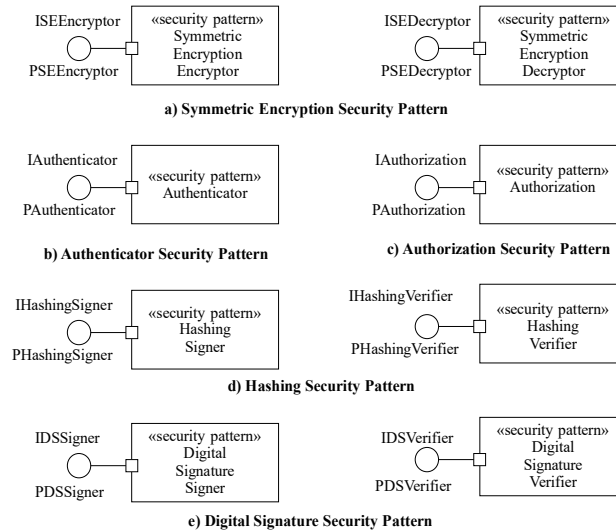 ISEEncryptor
PSEEncryptor
«security pattern»
Symmetric
Encryption
Encryptor
ISEDecryptor
PSEDecryptor
«security pattern»
Symmetric
Encryption
Decryptor
a) Symmetric Encryption Security Pattern
IAuthenticator
PAuthenticator
«security pattern»
Authenticator
b) Authenticator Security Pattern
IAuthorization
PAuthorization
«security pattern»
Authorization
c) Authorization Security Pattern
IHashingSigner
PHashingSigner
«security pattern»
Hashing
Signer
IHashingVerifier
PHashingVerifier
«security pattern»
Hashing
Verifier
d) Hashing Security Pattern
IDSSigner
PDSSigner
«security pattern»
Digital
Signature
Signer
IDSVerifier
PDSVerifier
«security pattern»
Digital
Signature
Verifier
e) Digital Signature Security Pattern